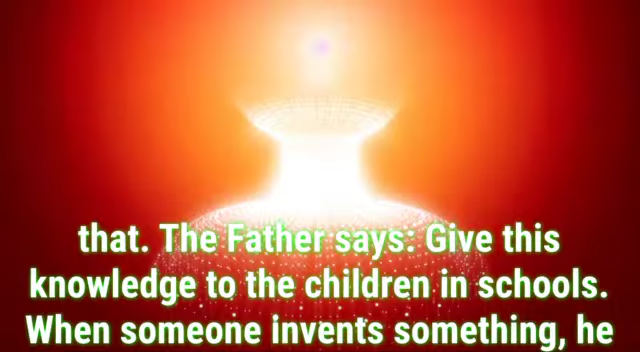 that. The Father says: Give this
knowledge to the children in schools.
When someone invents something, he